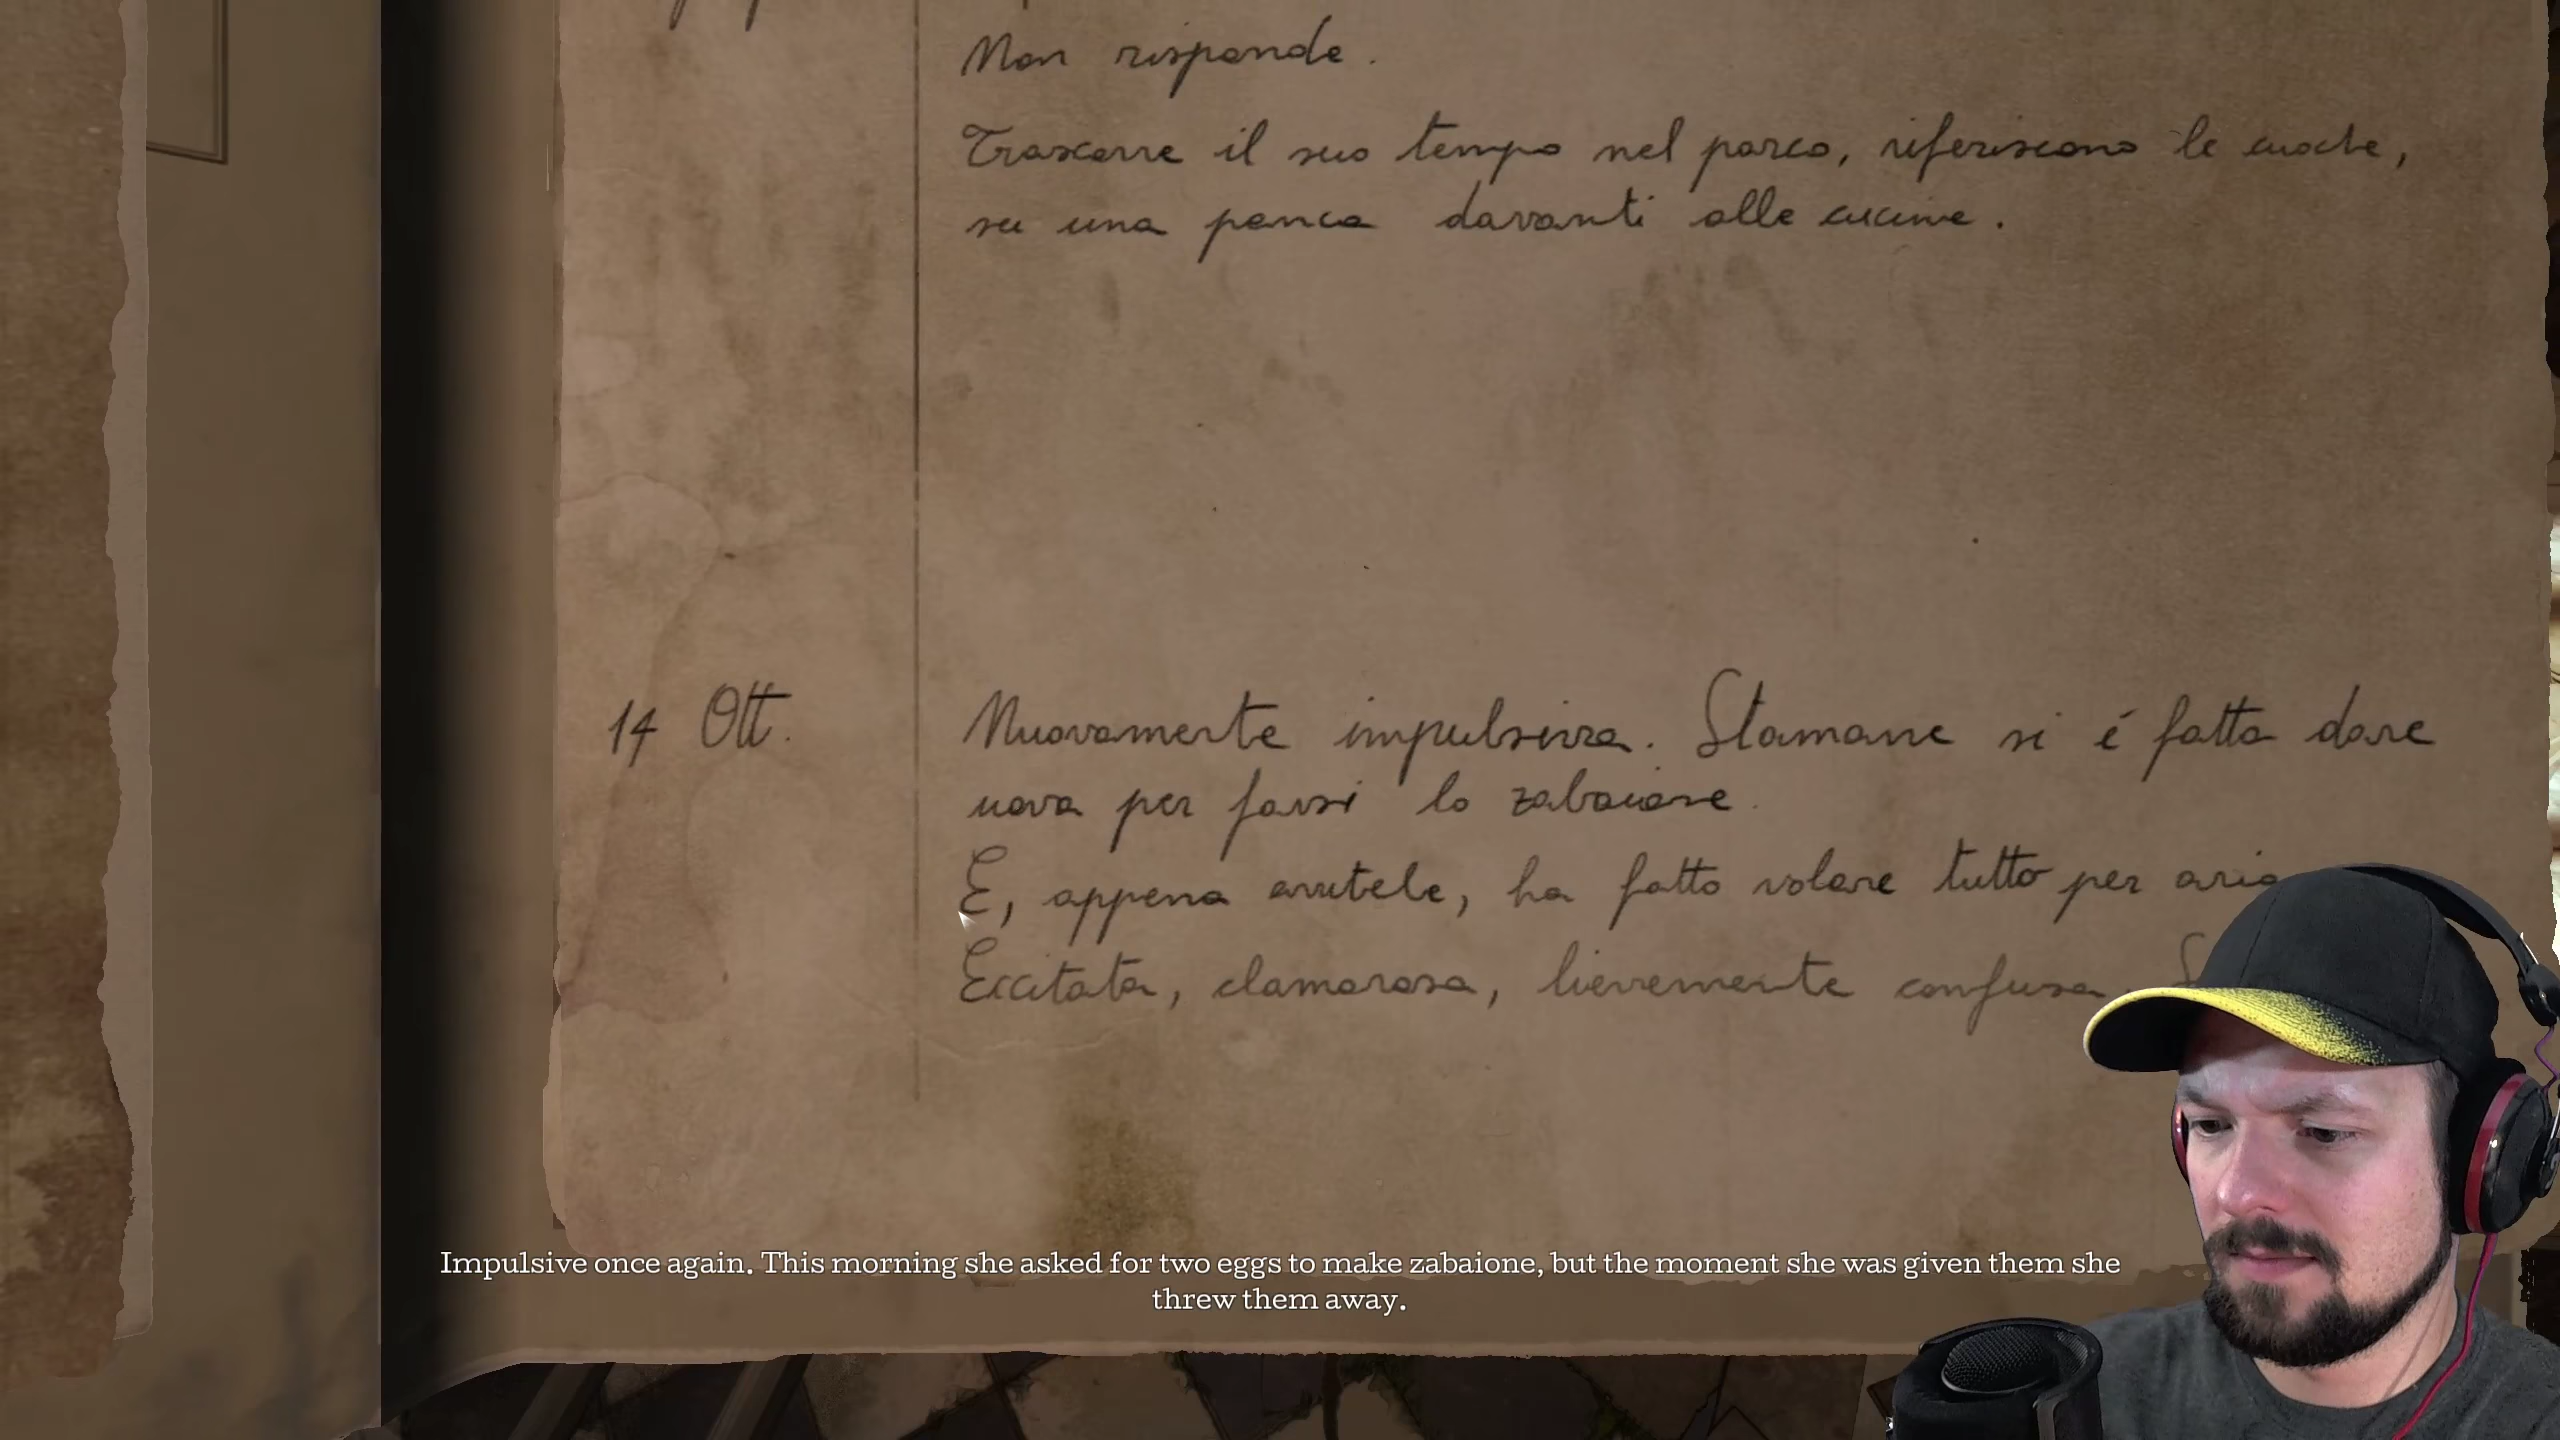 Non risponde.
Trascorre il suo tempo nel parco, riferiscono le cuoche,
su una panca davanti alle cucine.
14 Ott.
Nuovamente impulsiva. Stamane si é fatta dare
uova per farsi lo zabaione.
E, appena avutele, ha fatto volare tutto per aria
Eccitata, clamorosa, lievemente confusa.
Impulsive once again. This morning she asked for two eggs to make zabaione, but the moment she was given them she
threw them away.